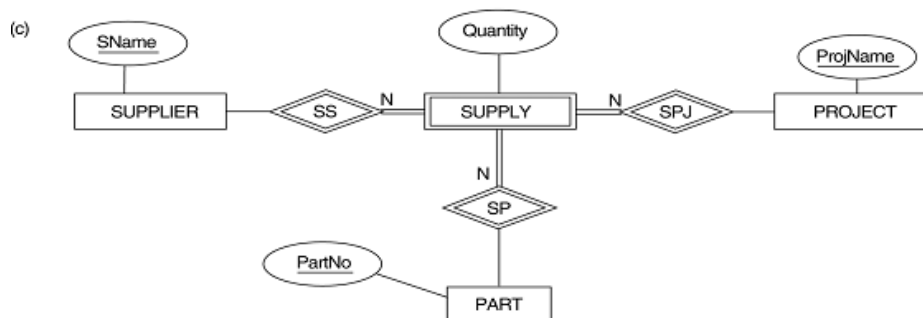 (c)
SName
Quantity
ProjName
SUPPLIER
SS
N
SUPPLY
N
SPJ
PROJECT
N
SP
PartNo
PART